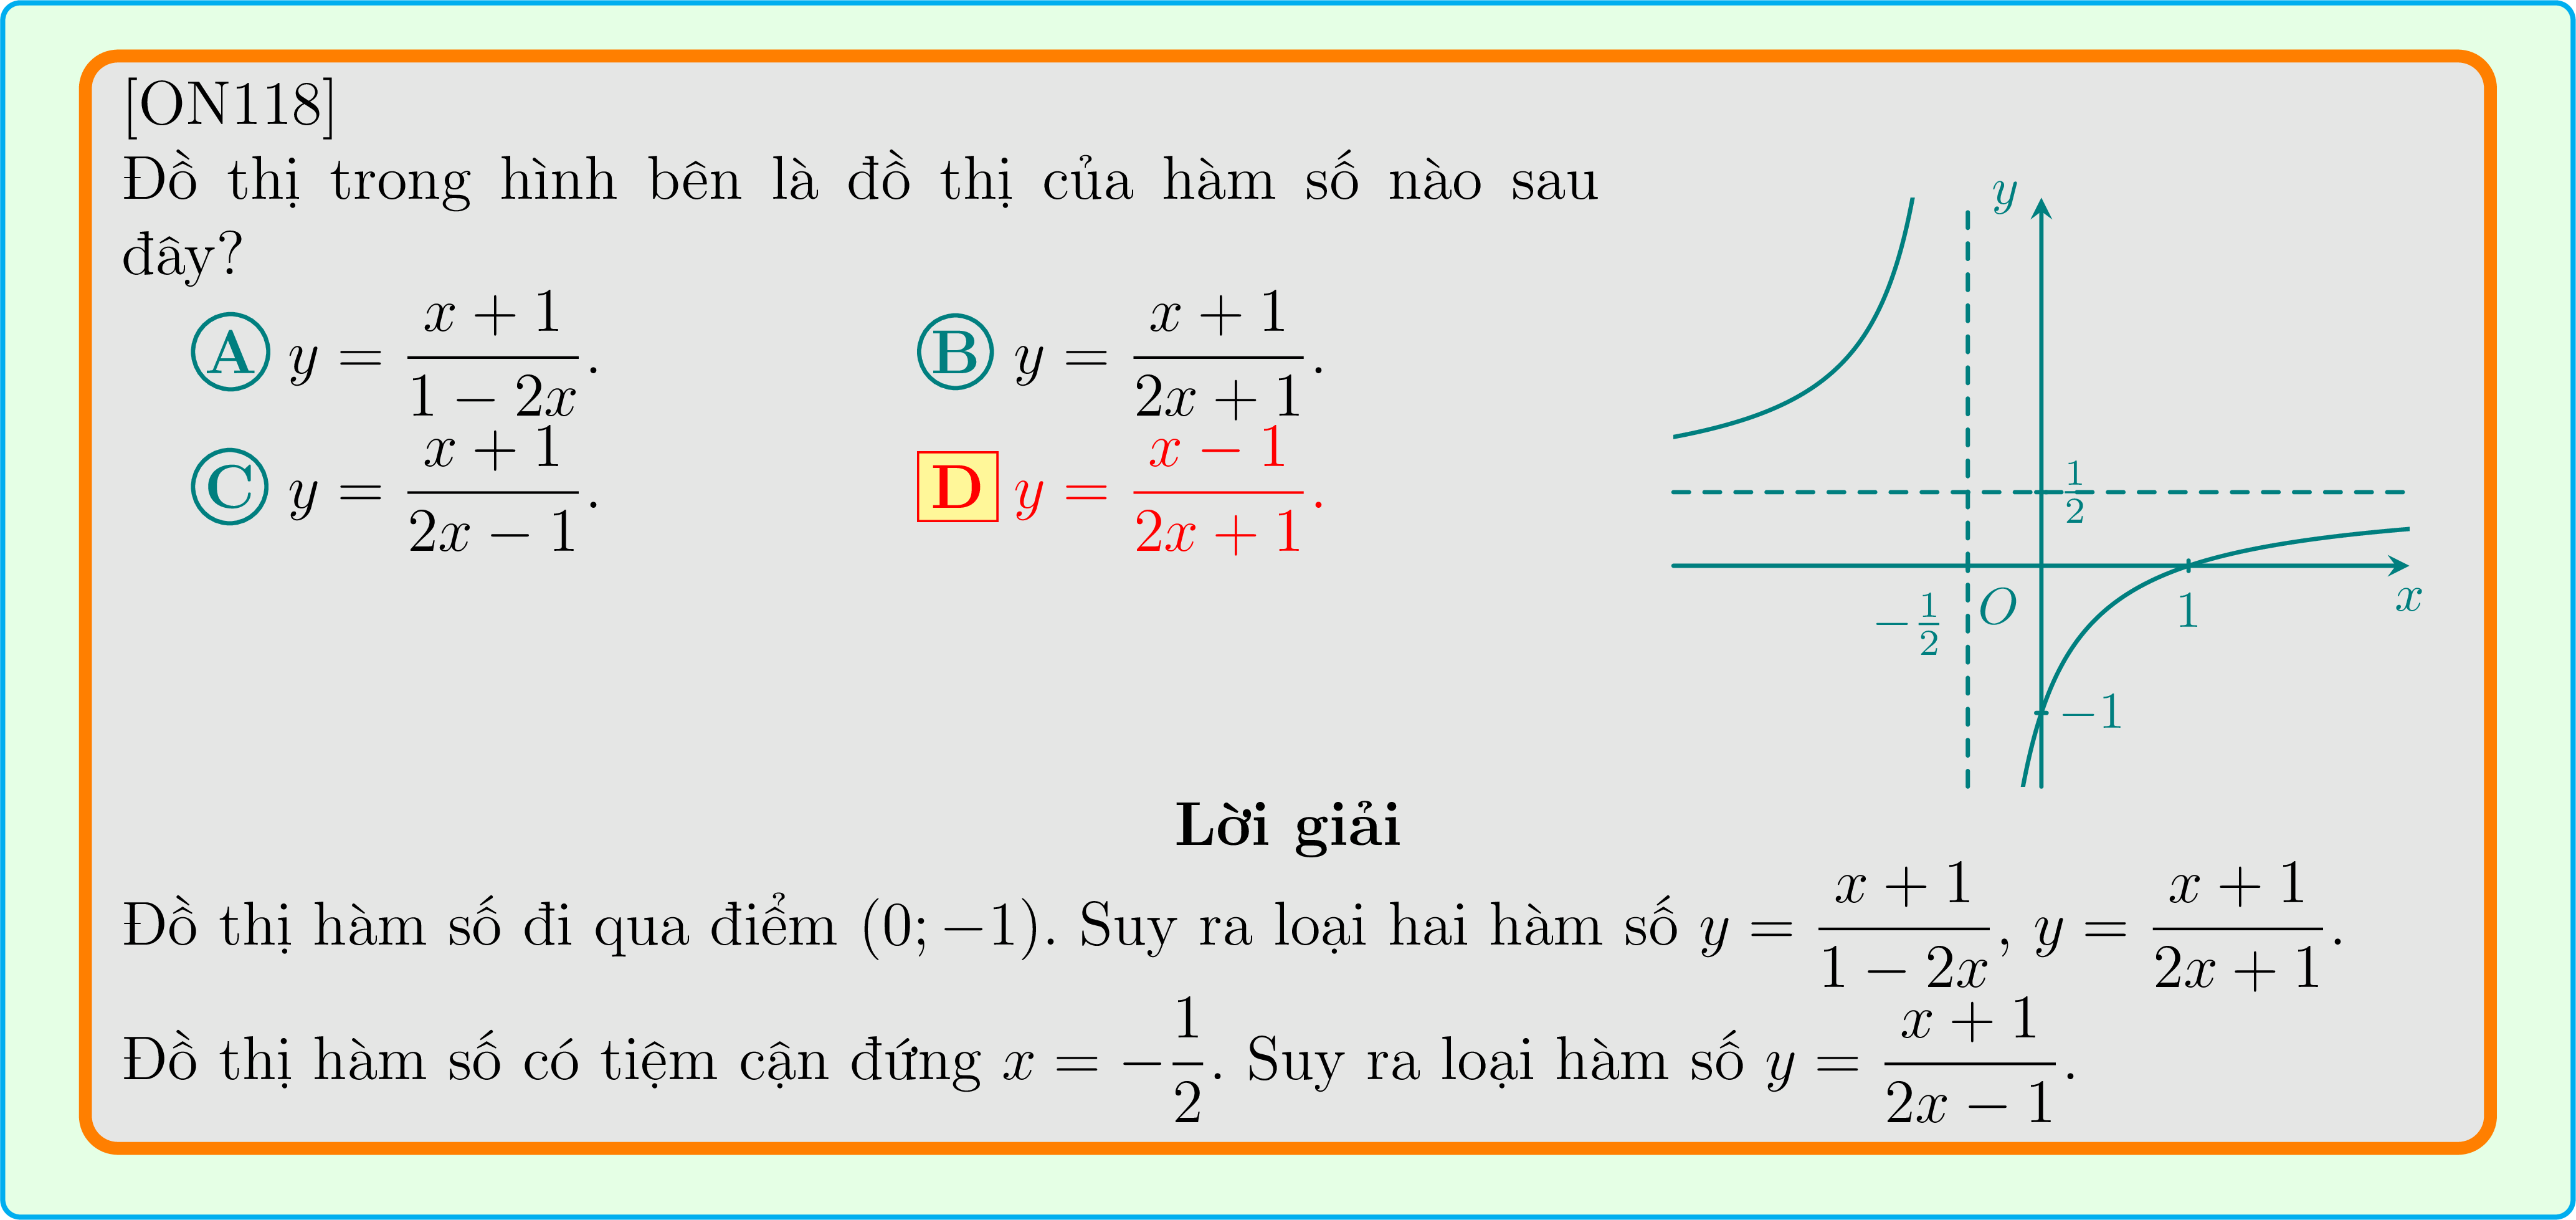 [ON118]
Đồ thị trong hình bên là đồ thị của hàm số nào sau
đây?
A y = \frac{x + 1}{1 − 2x}. B y = \frac{x + 1}{2x + 1}.
C y = \frac{x + 1}{2x − 1}. D y = \frac{x − 1}{2x + 1}.
y
\frac{1}{2}
−\frac{1}{2} O 1 x
−1
Lời giải
Đồ thị hàm số đi qua điểm (0; −1). Suy ra loại hai hàm số y = \frac{x + 1}{1 − 2x}, y = \frac{x + 1}{2x + 1}.
Đồ thị hàm số có tiệm cận đứng x = −\frac{1}{2}. Suy ra loại hàm số y = \frac{x + 1}{2x − 1}.